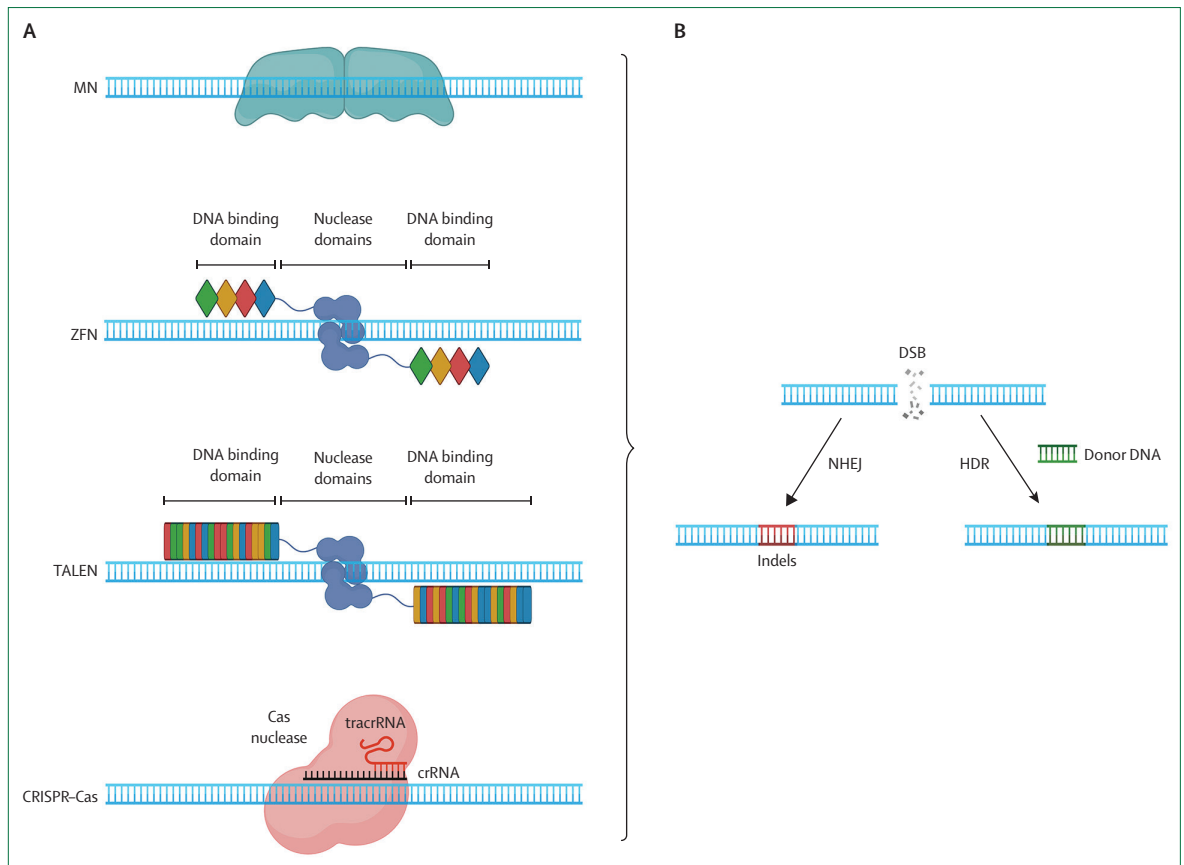 A
B
MN
DNA binding
domain
Nuclease
domains
DNA binding
domain
ZFN
DNA binding
domain
Nuclease
domains
DNA binding
domain
TALEN
Cas
nuclease
tracrRNA
crRNA
CRISPR–Cas
DSB
NHEJ
HDR
Donor DNA
Indels